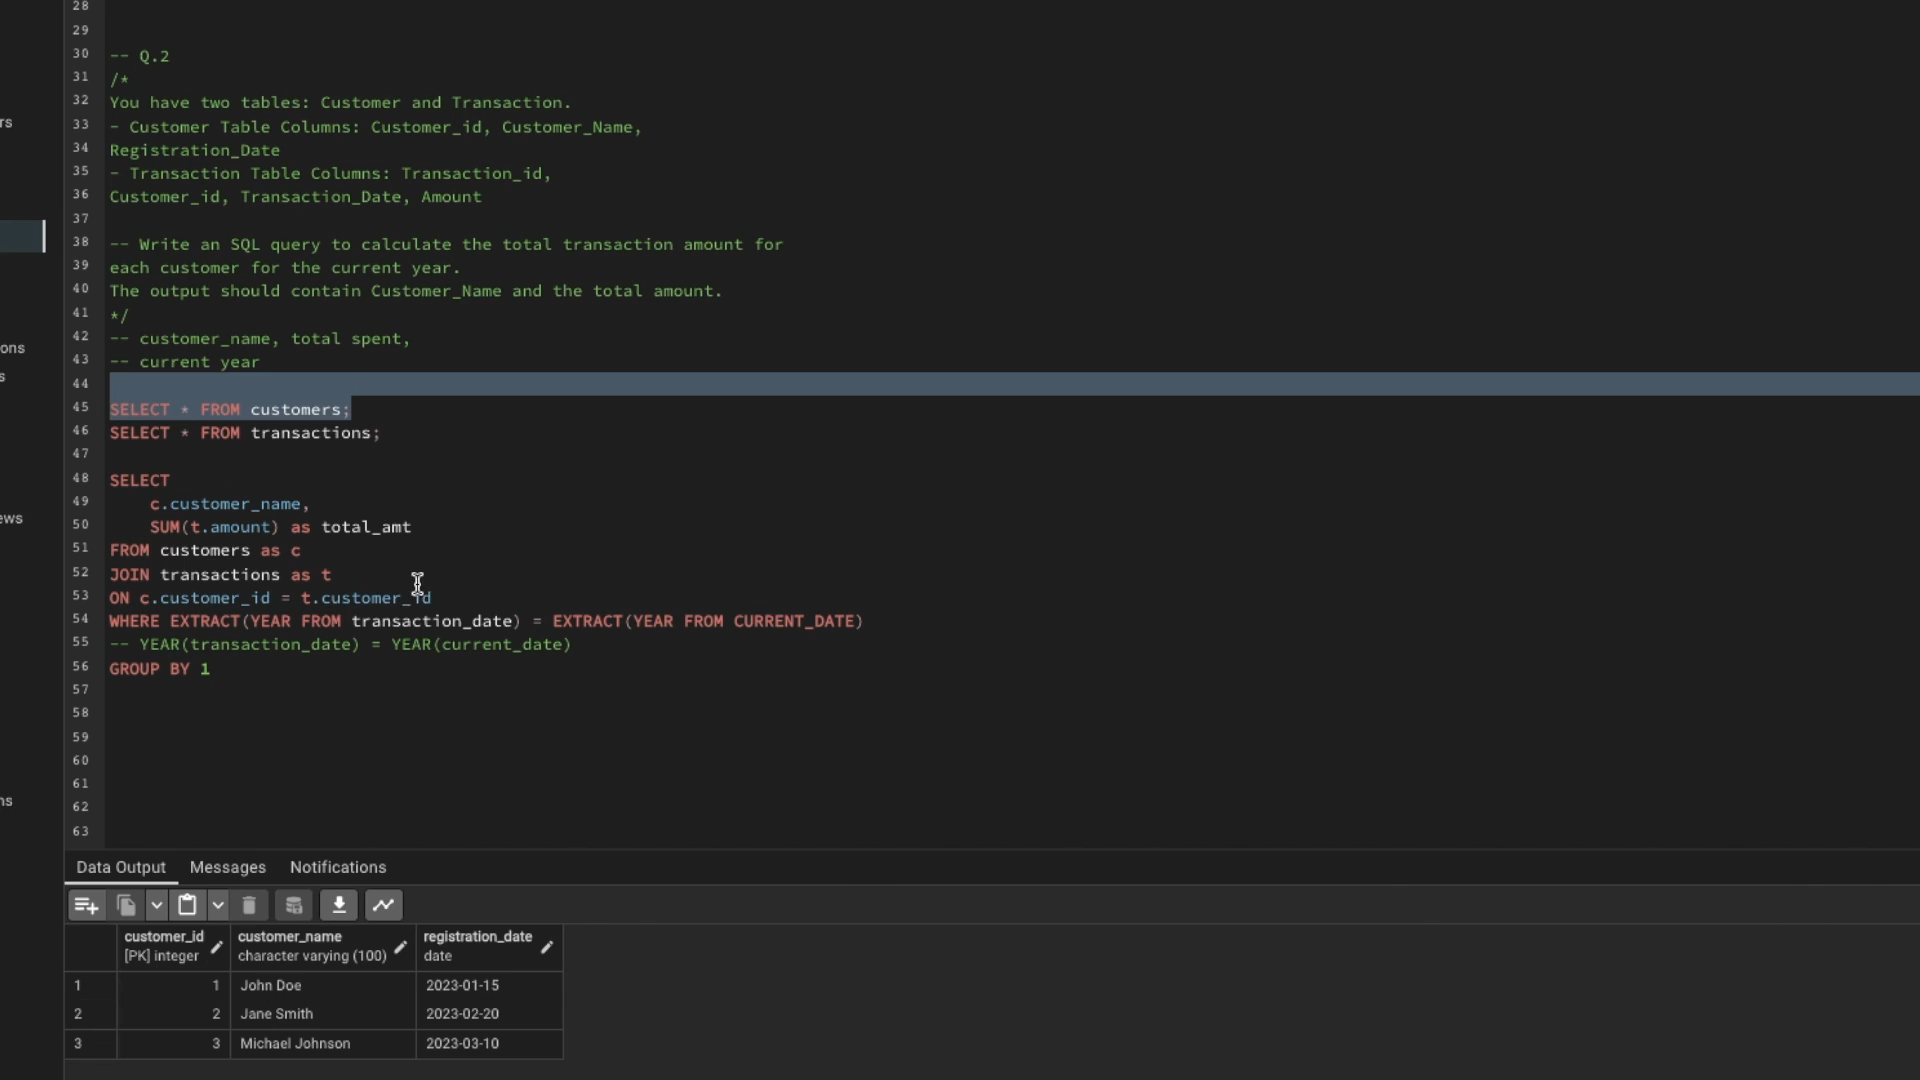 28
29
30 -- Q.2
31 /*
32 You have two tables: Customer and Transaction.
33 - Customer Table Columns: Customer_id, Customer_Name,
34 Registration_Date
35 - Transaction Table Columns: Transaction_id,
36 Customer_id, Transaction_Date, Amount
37
38 -- Write an SQL query to calculate the total transaction amount for
39 each customer for the current year.
40 The output should contain Customer_Name and the total amount.
41 */
42 -- customer_name, total spent,
43 -- current year
44
45 SELECT * FROM customers;
46 SELECT * FROM transactions;
47
48 SELECT
49 c.customer_name,
50 SUM(t.amount) as total_amt
51 FROM customers as c
52 JOIN transactions as t
53 ON c.customer_id = t.customer_id
54 WHERE EXTRACT(YEAR FROM transaction_date) = EXTRACT(YEAR FROM CURRENT_DATE)
55 -- YEAR(transaction_date) = YEAR(current_date)
56 GROUP BY 1
57
58
59
60
61
62
63
rs
ons
s
ews
ns
Data Output Messages Notifications
customer_id customer_name registration_date
[PK] integer character varying (100) date
1 1 John Doe 2023-01-15
2 2 Jane Smith 2023-02-20
3 3 Michael Johnson 2023-03-10